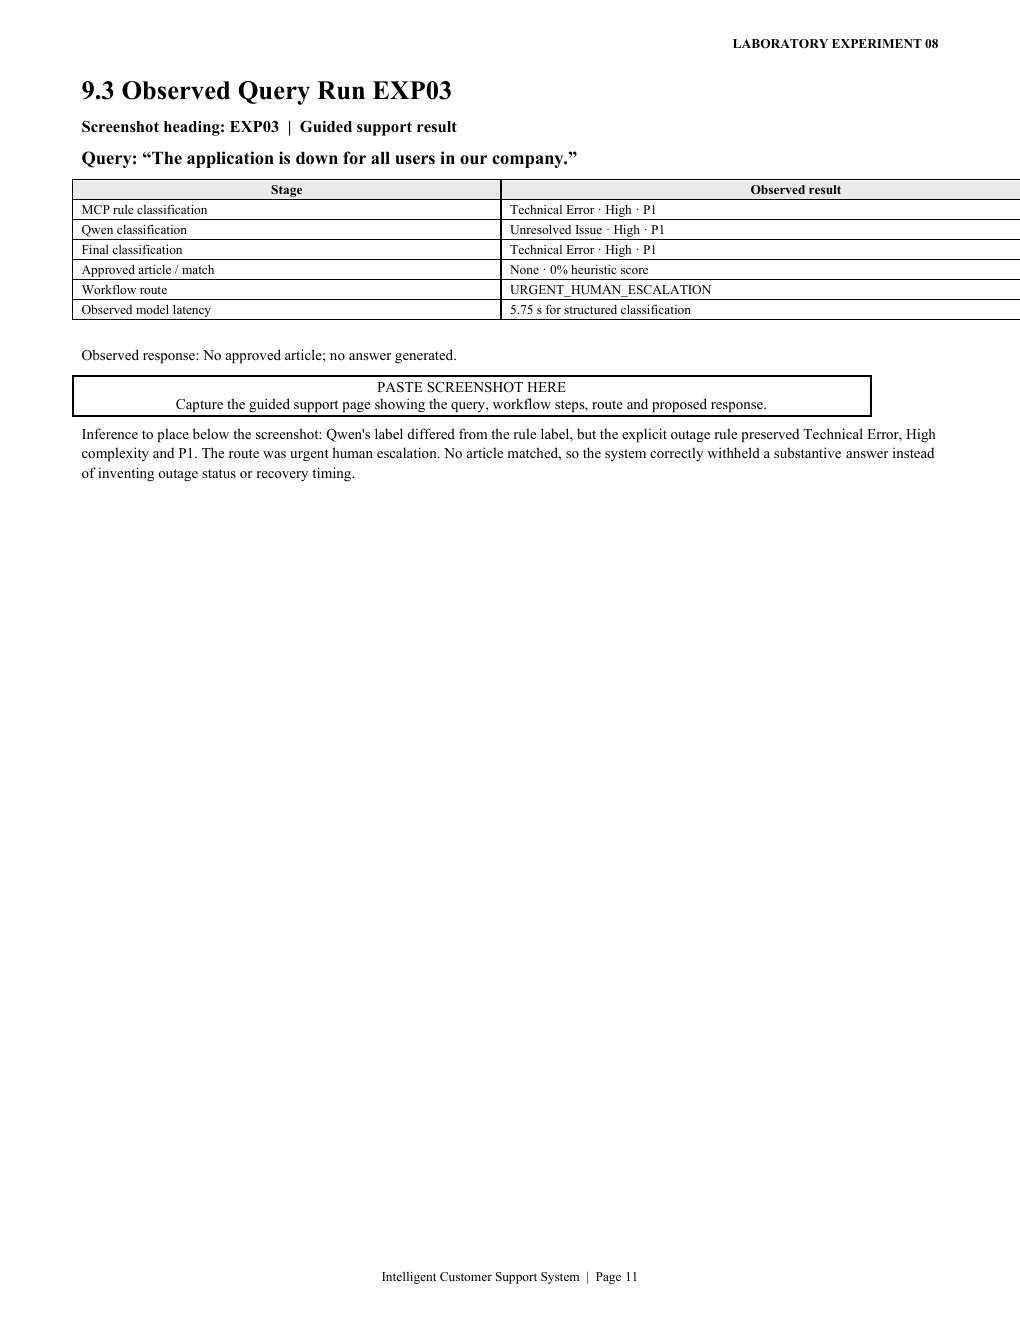 LABORATORY EXPERIMENT 08
9.3 Observed Query Run EXP03
Screenshot heading: EXP03 | Guided support result
Query: “The application is down for all users in our company.”
Stage Observed result
MCP rule classification Technical Error · High · P1
Qwen classification Unresolved Issue · High · P1
Final classification Technical Error · High · P1
Approved article / match None · 0% heuristic score
Workflow route URGENT_HUMAN_ESCALATION
Observed model latency 5.75 s for structured classification
Observed response: No approved article; no answer generated.
PASTE SCREENSHOT HERE
Capture the guided support page showing the query, workflow steps, route and proposed response.
Inference to place below the screenshot: Qwen's label differed from the rule label, but the explicit outage rule preserved Technical Error, High
complexity and P1. The route was urgent human escalation. No article matched, so the system correctly withheld a substantive answer instead
of inventing outage status or recovery timing.
Intelligent Customer Support System | Page 11